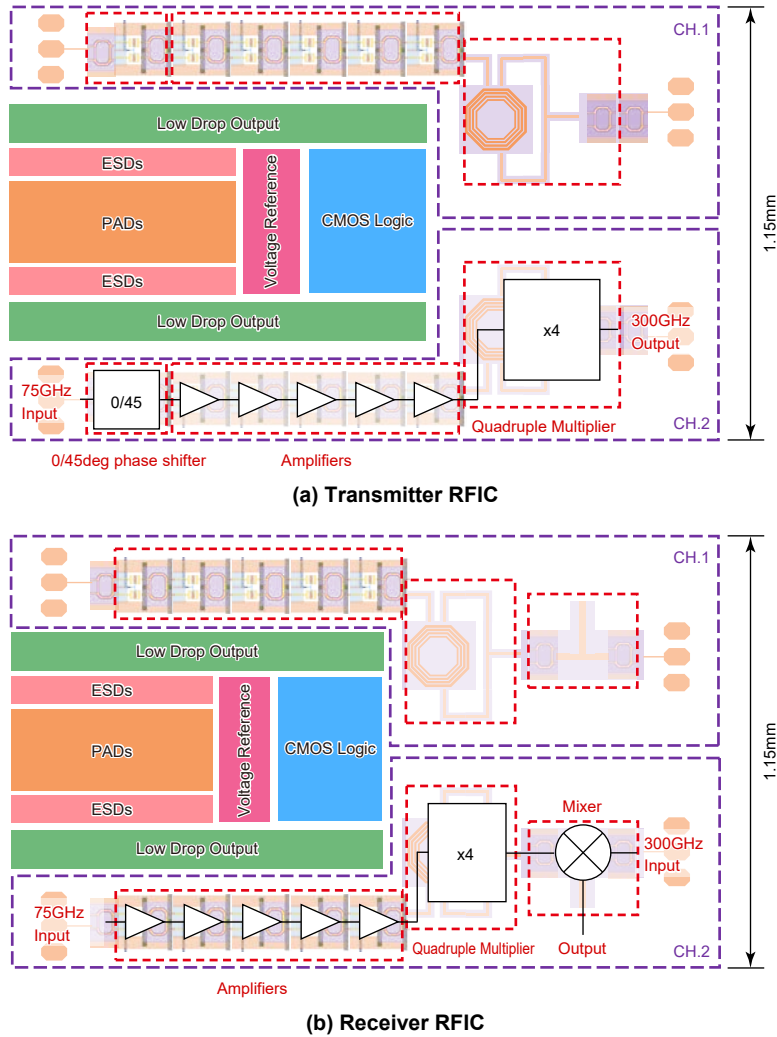 CH.1
Low Drop Output
ESDs
PADs
ESDs
Voltage Reference
CMOS Logic
Low Drop Output
1.15mm
x4
300GHz
Output
75GHz
Input
0/45
Quadruple Multiplier
CH.2
0/45deg phase shifter
Amplifiers
(a) Transmitter RFIC
CH.1
Low Drop Output
ESDs
PADs
ESDs
Voltage Reference
CMOS Logic
Low Drop Output
1.15mm
Mixer
x4
300GHz
Input
75GHz
Input
Quadruple Multiplier
Output
CH.2
Amplifiers
(b) Receiver RFIC